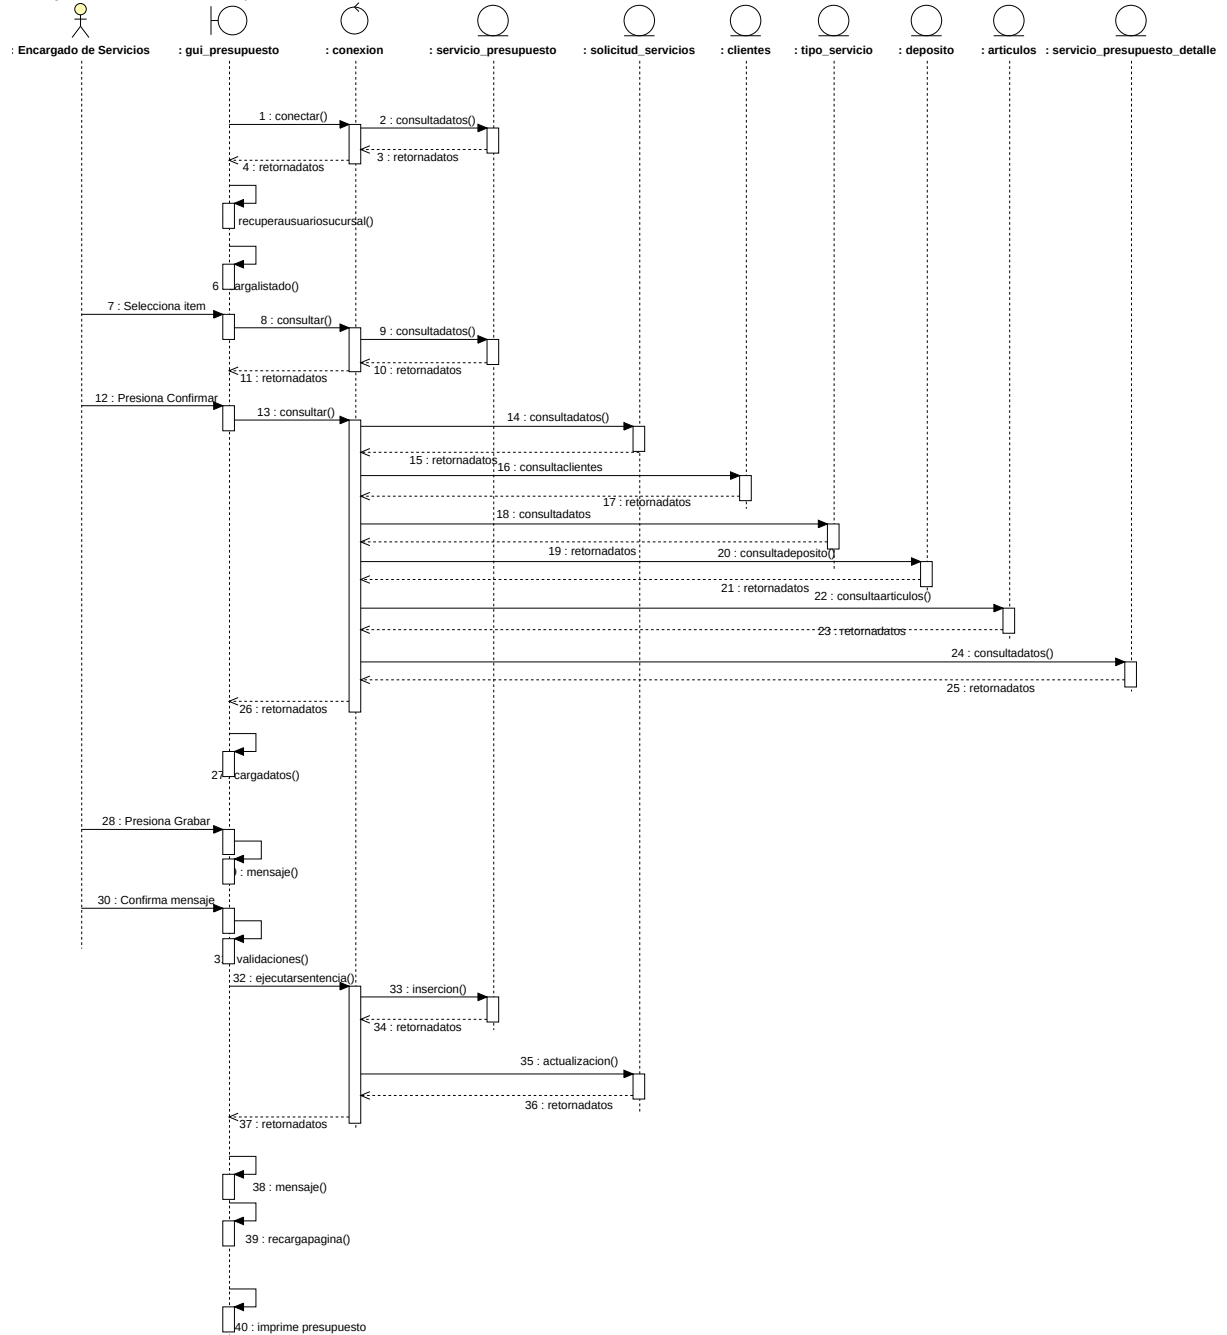 : Encargado de Servicios
: gui_presupuesto
: conexion
: servicio_presupuesto
: solicitud_servicios
: clientes
: tipo_servicio
: deposito
: articulos
: servicio_presupuesto_detalle
1 : conectar()
2 : consultadatos()
3 : retornadatos
4 : retornadatos
recuperausuariosucursal()
6 argalistado()
7 : Selecciona item
8 : consultar()
9 : consultadatos()
10 : retornadatos
11 : retornadatos
12 : Presiona Confirmar
13 : consultar()
14 : consultadatos()
15 : retornadatos
16 : consultaclientes
17 : retornadatos
18 : consultadatos
19 : retornadatos
20 : consultadeposito()
21 : retornadatos
22 : consultaarticulos()
23 : retornadatos
24 : consultadatos()
25 : retornadatos
26 : retornadatos
27 cargadatos()
28 : Presiona Grabar
: mensaje()
30 : Confirma mensaje
3 validaciones()
32 : ejecutarsentencia()
33 : insercion()
34 : retornadatos
35 : actualizacion()
36 : retornadatos
37 : retornadatos
38 : mensaje()
39 : recargapagina()
40 : imprime presupuesto